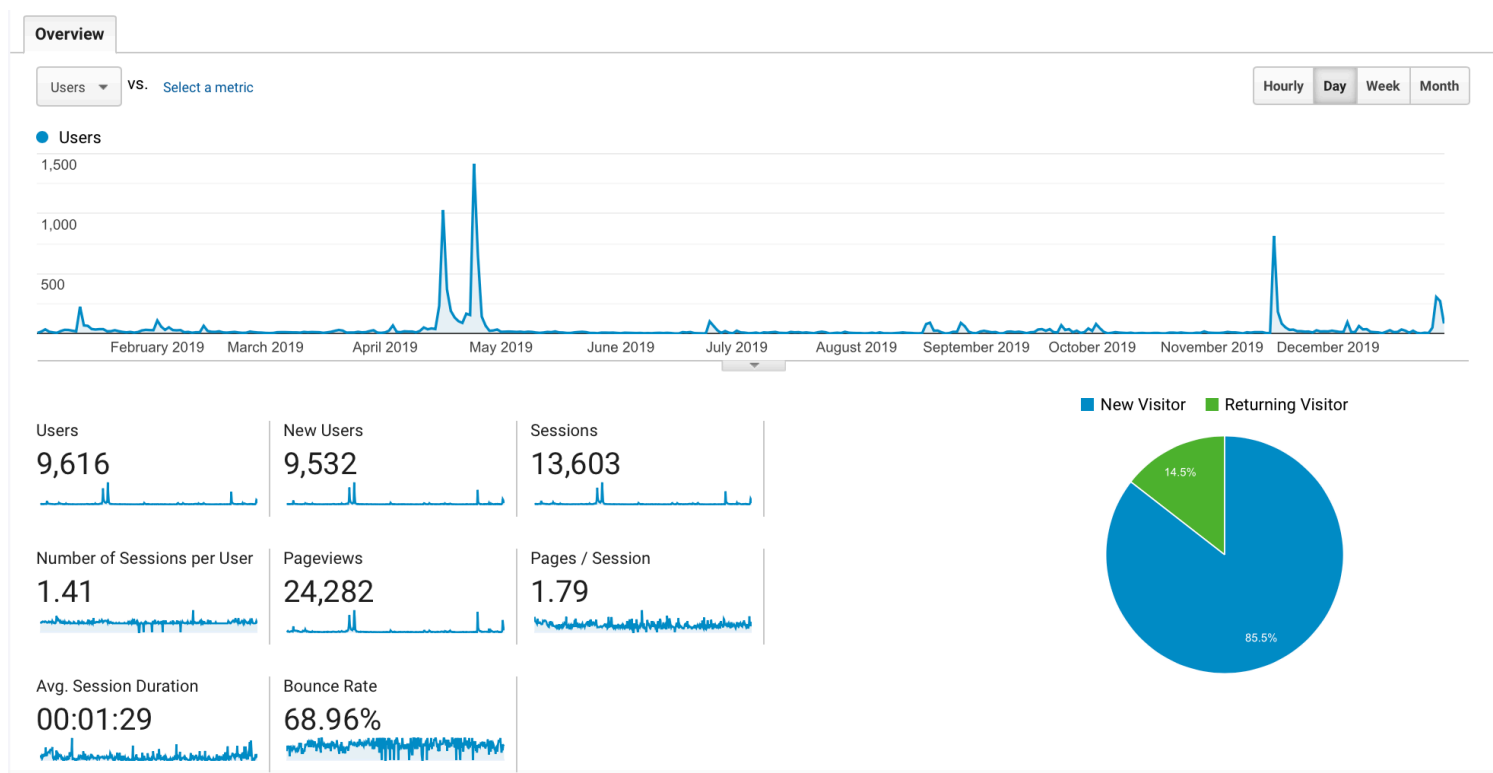 Overview
Users vs. Select a metric
Hourly Day Week Month
Users
1,500
1,000
500
February 2019 March 2019 April 2019 May 2019 June 2019 July 2019 August 2019 September 2019 October 2019 November 2019 December 2019
New Visitor Returning Visitor
Users New Users Sessions
9,616 9,532 13,603
14.5%
Number of Sessions per User Pageviews Pages / Session
1.41 24,282 1.79
85.5%
Avg. Session Duration Bounce Rate
00:01:29 68.96%